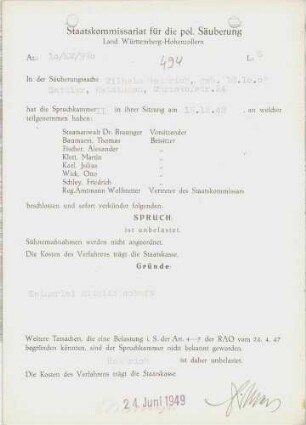 Staatskommissariat für die pol. Säuberung
Land Württemberg-Hohenzollern
Az:
494
In der Säuberungssache
hat die Spruchkammer II in ihrer Sitzung am an welcher
teilgenommen haben:
Staatsanwalt Dr. Braunger Vorsitzender
Baumann, Thomas Beisitzer
Fischer, Alexander "
Klett, Martin "
Karl, Julius "
Wick, Otto "
Schley, Friedrich "
Reg.Amtmann Vertreter des Staatskommissars
beschlossen und sofort verkündet folgenden:
SPRUCH
ist unbelastet.
Sühnemaßnahmen werden nicht angeordnet.
Die Kosten des Verfahrens trägt die Staatskasse.
Gründe:
Weitere Tatsachen, die eine Belastung i. S. der Art. 4–7 der RAO vom 25. 4. 47
begründen könnten, sind der Spruchkammer nicht bekannt geworden.
ist daher unbelastet.
Die Kosten des Verfahrens trägt die Staatskasse
24. Juni 1949